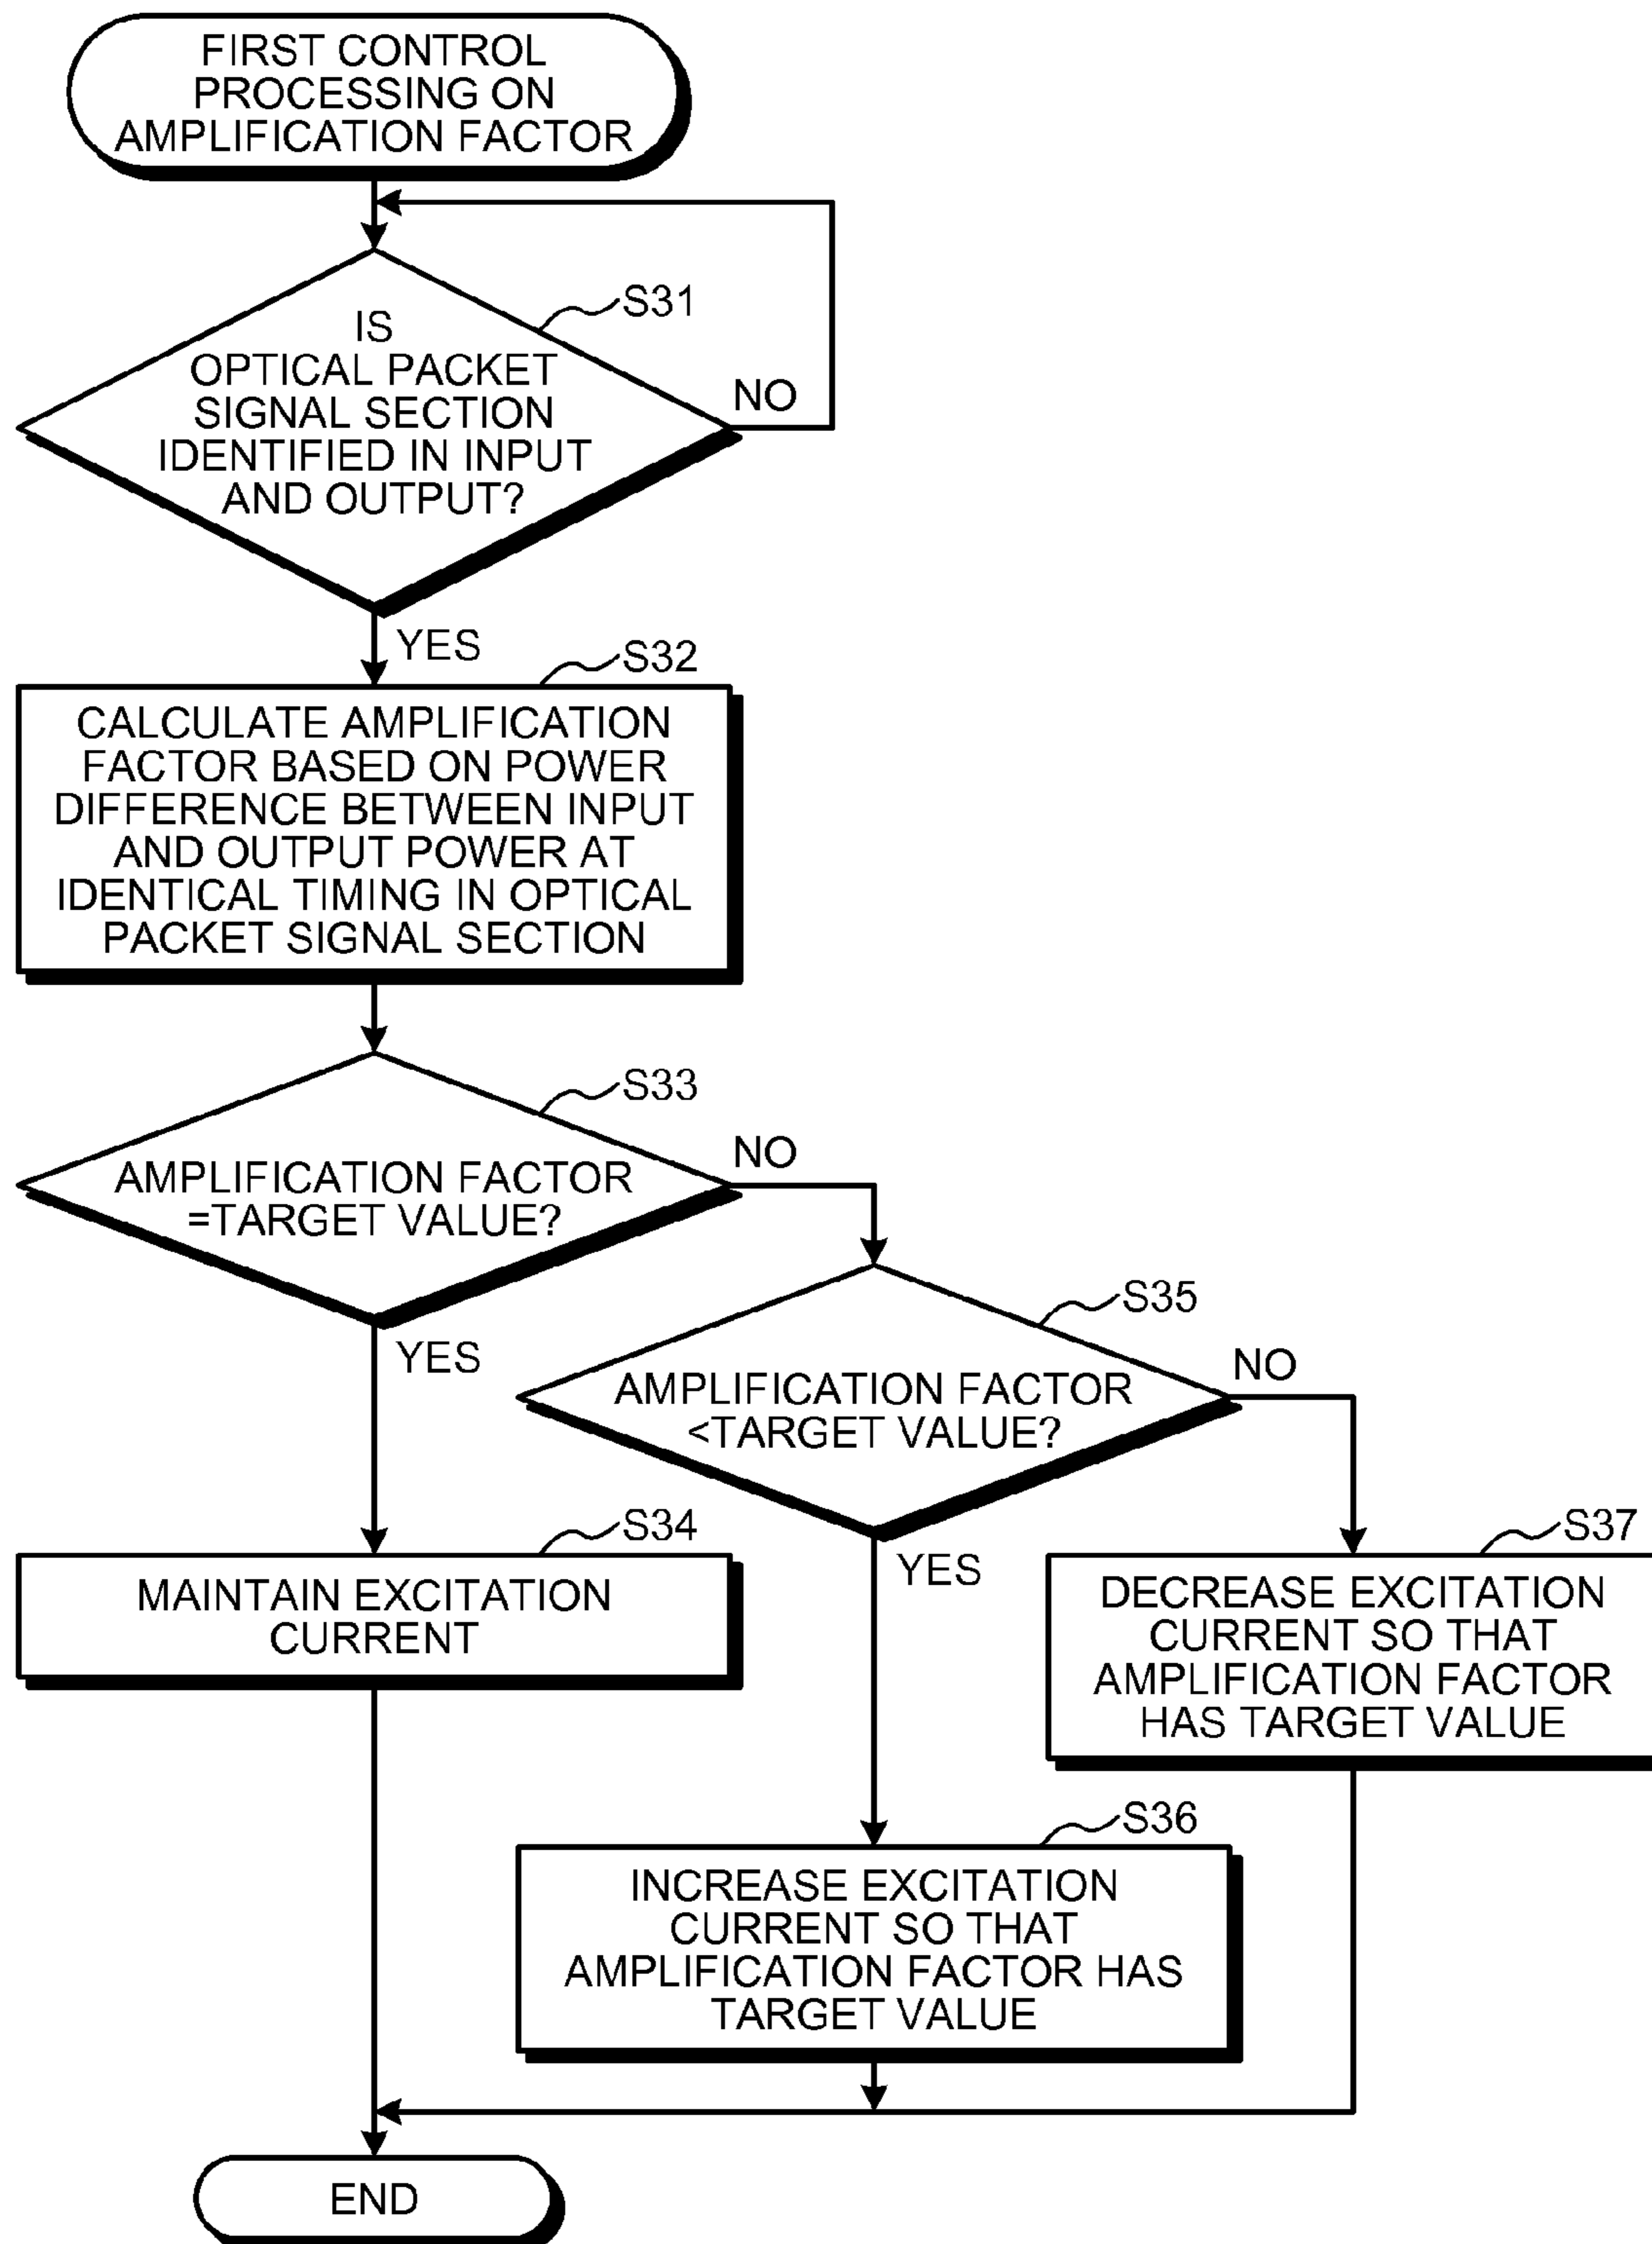 FIRST CONTROL
PROCESSING ON
AMPLIFICATION FACTOR
S31
IS
OPTICAL PACKET
SIGNAL SECTION
IDENTIFIED IN INPUT
AND OUTPUT?
NO
YES
S32
CALCULATE AMPLIFICATION
FACTOR BASED ON POWER
DIFFERENCE BETWEEN INPUT
AND OUTPUT POWER AT
IDENTICAL TIMING IN OPTICAL
PACKET SIGNAL SECTION
S33
AMPLIFICATION FACTOR
=TARGET VALUE?
NO
YES
S35
AMPLIFICATION FACTOR
<TARGET VALUE?
NO
YES
S34
MAINTAIN EXCITATION
CURRENT
S37
DECREASE EXCITATION
CURRENT SO THAT
AMPLIFICATION FACTOR
HAS TARGET VALUE
S36
INCREASE EXCITATION
CURRENT SO THAT
AMPLIFICATION FACTOR HAS
TARGET VALUE
END